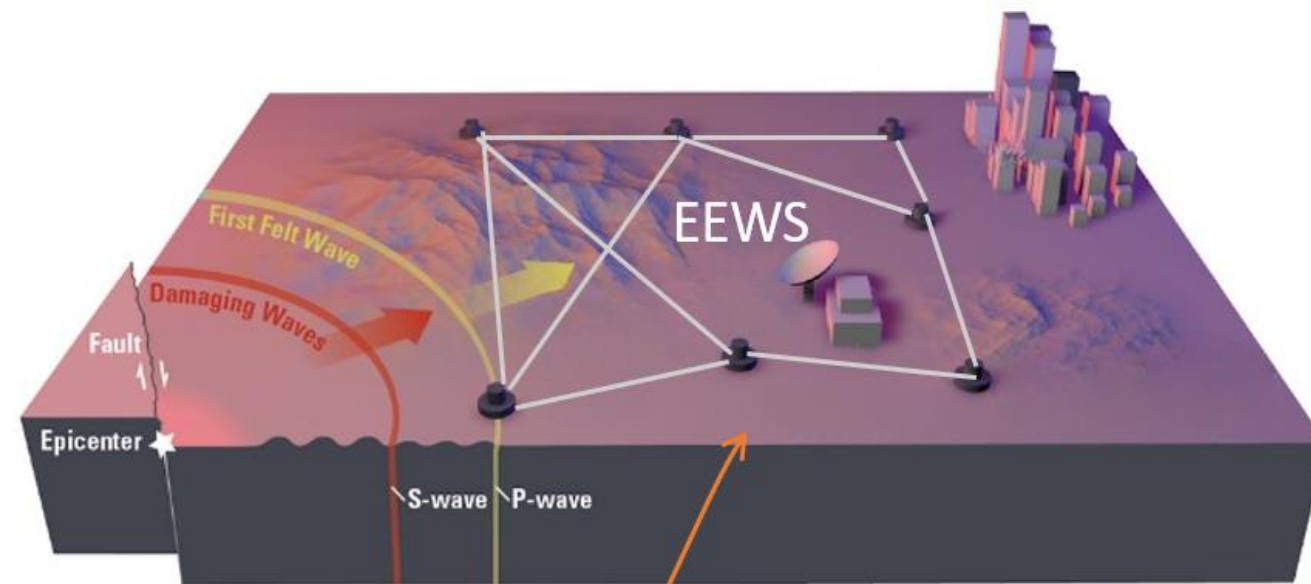 EEWS
First Felt Wave
Damaging Waves
Fault
Epicenter
S-wave
P-wave